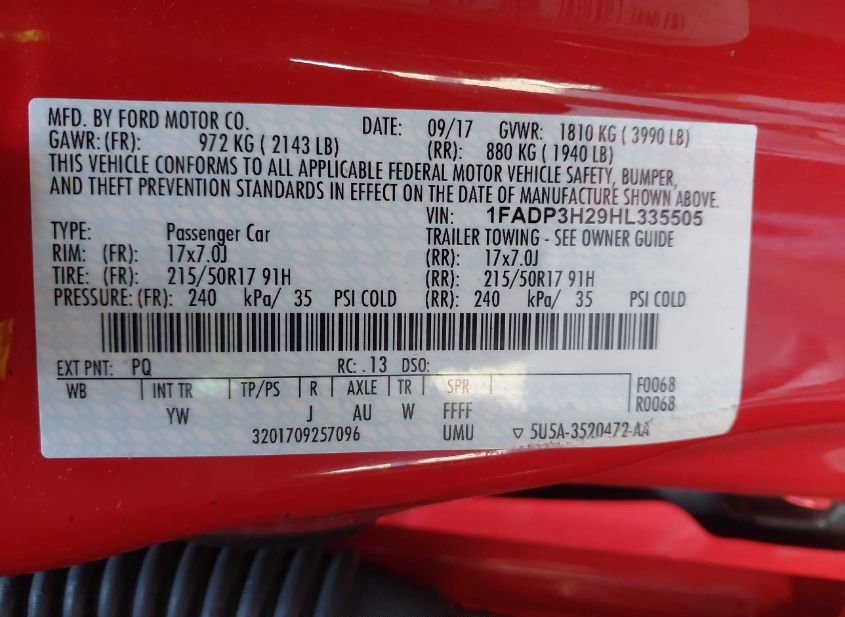 MFD. BY FORD MOTOR CO. DATE: 09/17 GVWR: 1810 KG ( 3990 LB)
GAWR: (FR): 972 KG ( 2143 LB) (RR): 880 KG ( 1940 LB)
THIS VEHICLE CONFORMS TO ALL APPLICABLE FEDERAL MOTOR VEHICLE SAFETY, BUMPER,
AND THEFT PREVENTION STANDARDS IN EFFECT ON THE DATE OF MANUFACTURE SHOWN ABOVE.
VIN: 1FADP3H29HL335505
TYPE: Passenger Car TRAILER TOWING - SEE OWNER GUIDE
RIM: (FR): 17x7.0J (RR): 17x7.0J
TIRE: (FR): 215/50R17 91H (RR): 215/50R17 91H
PRESSURE: (FR): 240 kPa/ 35 PSI COLD (RR): 240 kPa/ 35 PSI COLD
EXT PNT: PQ RC: 13 DSO:
WB INT TR TP/PS R AXLE TR SPR F0068
YW J AU W FFFF R0068
3201709257096 UMU ▽ 5U5A-3520472-AA